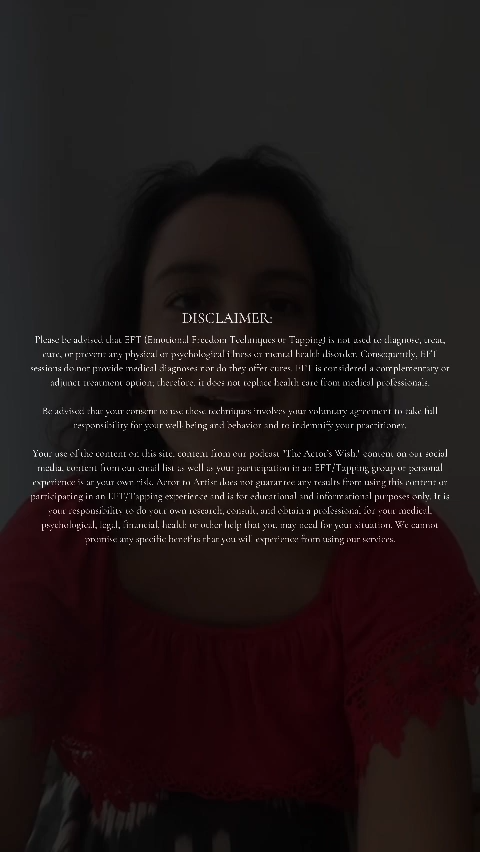 DISCLAIMER:
Please be advised that EFT (Emotional Freedom Techniques or Tapping) is not used to diagnose, treat,
cure, or prevent any physical or psychological illness or mental health disorder. Consequently, EFT
sessions do not provide medical diagnoses nor do they offer cures. EFT is considered a complementary or
adjunct treatment option; therefore, it does not replace health care from medical professionals.
Be advised that your consent to use these techniques involves your voluntary agreement to take full
responsibility for your well-being and behavior and to indemnify your practitioner.
Your use of the content on this site, content from our podcast "The Actor's Wish," content on our social
media, content from our email list as well as your participation in an EFT/Tapping group or personal
experience is at your own risk. Actor to Artist does not guarantee any results from using this content or
participating in an EFT/Tapping experience and is for educational and informational purposes only. It is
your responsibility to do your own research, consult, and obtain a professional for your medical,
psychological, legal, financial, health or other help that you may need for your situation. We cannot
promise any specific benefits that you will experience from using our services.